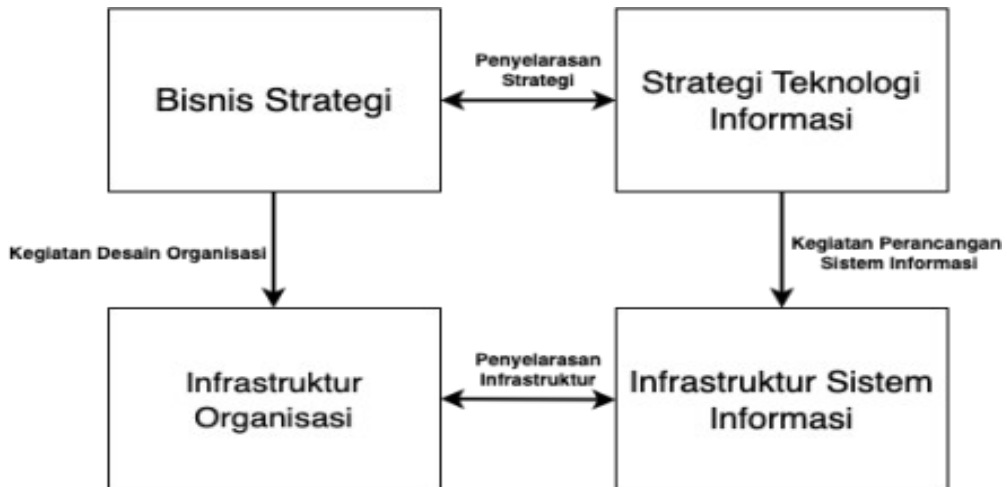 Bisnis Strategi
Penyelarasan
Strategi
Strategi Teknologi
Informasi
Kegiatan Desain Organisasi
Kegiatan Perancangan
Sistem Informasi
Infrastruktur
Organisasi
Penyelarasan
Infrastruktur
Infrastruktur Sistem
Informasi